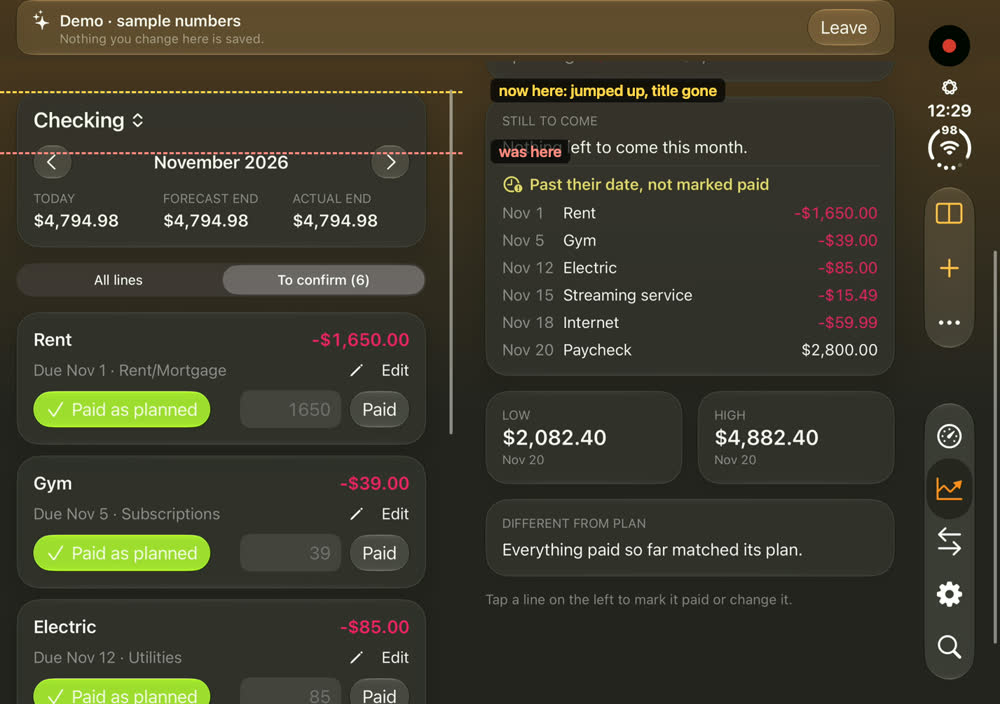 Demo · sample numbers
Nothing you change here is saved.
Leave
12:29
98
now here: jumped up, title gone
was here
Checking
November 2026
TODAY
$4,794.98
FORECAST END
$4,794.98
ACTUAL END
$4,794.98
All lines
To confirm (6)
Rent
-$1,650.00
Due Nov 1 · Rent/Mortgage
Edit
Paid as planned
1650
Paid
Gym
-$39.00
Due Nov 5 · Subscriptions
Edit
Paid as planned
39
Paid
Electric
-$85.00
Due Nov 12 · Utilities
Edit
Paid as planned
85
Paid
STILL TO COME
Nothing left to come this month.
Past their date, not marked paid
Nov 1 Rent -$1,650.00
Nov 5 Gym -$39.00
Nov 12 Electric -$85.00
Nov 15 Streaming service -$15.49
Nov 18 Internet -$59.99
Nov 20 Paycheck $2,800.00
LOW
$2,082.40
Nov 20
HIGH
$4,882.40
Nov 20
DIFFERENT FROM PLAN
Everything paid so far matched its plan.
Tap a line on the left to mark it paid or change it.